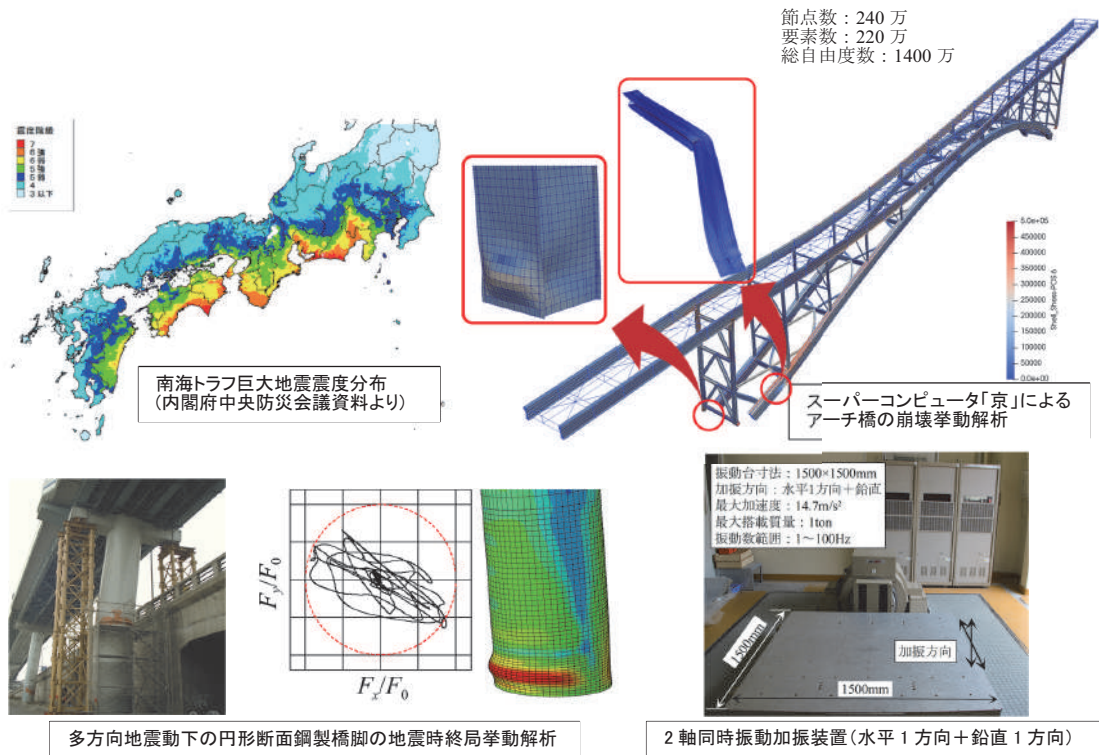 節点数：240 万
要素数：220 万
総自由度数：1400 万
震度階級
7
6強
6弱
5強
5弱
4
3以下
南海トラフ巨大地震震度分布
(内閣府中央防災会議資料より)
5.0e+05
450000
400000
350000
300000
250000
200000
150000
100000
50000
0.0e+00
スーパーコンピュータ「京」による
アーチ橋の崩壊挙動解析
Fy/F0
Fx/F0
多方向地震動下の円形断面鋼製橋脚の地震時終局挙動解析
振動台寸法：1500×1500mm
加振方向：水平1方向＋鉛直
最大加速度：14.7m/s²
最大搭載質量：1ton
振動数範囲：1～100Hz
加振方向
1500mm
1500mm
2 軸同時振動加振装置(水平 1 方向＋鉛直 1 方向)